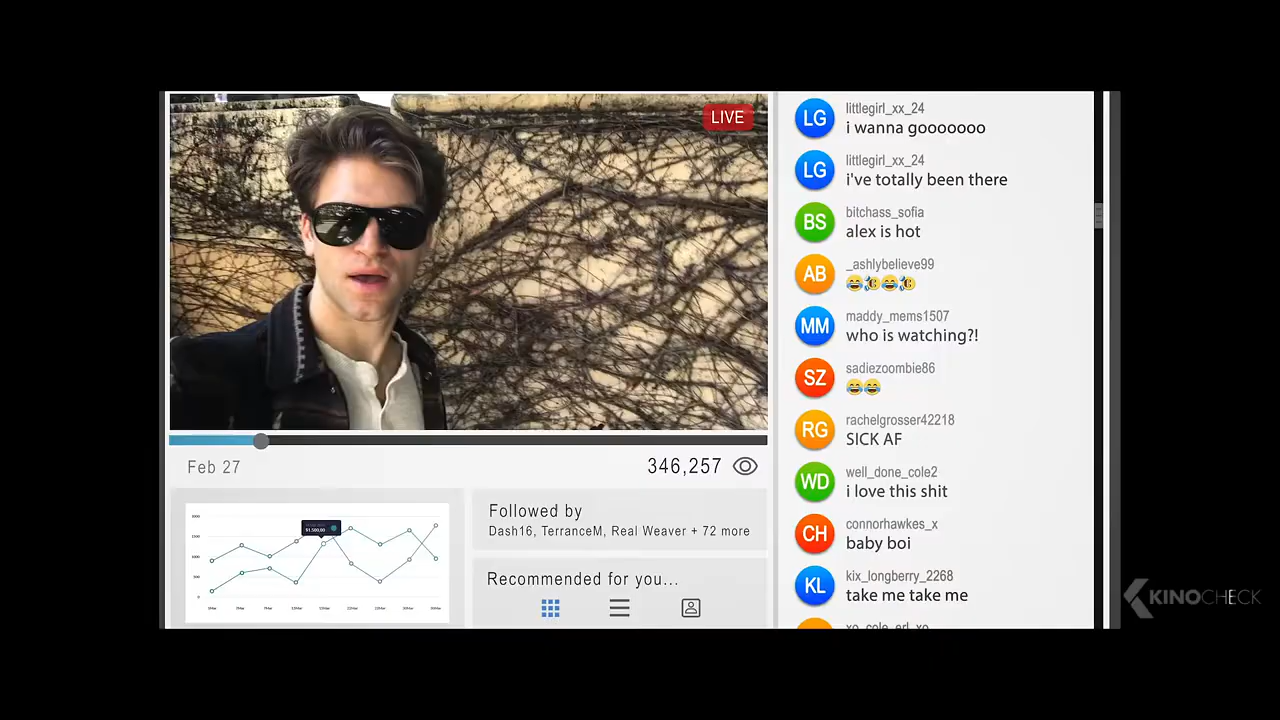 LIVE
Feb 27
346,257
Followed by
Dash16, TerranceM, Real Weaver + 72 more
Recommended for you...
$1,500.00
LG
littlegirl_xx_24
i wanna gooooooo
LG
littlegirl_xx_24
i've totally been there
BS
bitchass_sofia
alex is hot
AB
_ashlybelieve99
MM
maddy_mems1507
who is watching?!
SZ
sadiezoombie86
RG
rachelgrosser42218
SICK AF
WD
well_done_cole2
i love this shit
CH
connorhawkes_x
baby boi
KL
kix_longberry_2268
take me take me
KINOCHECK